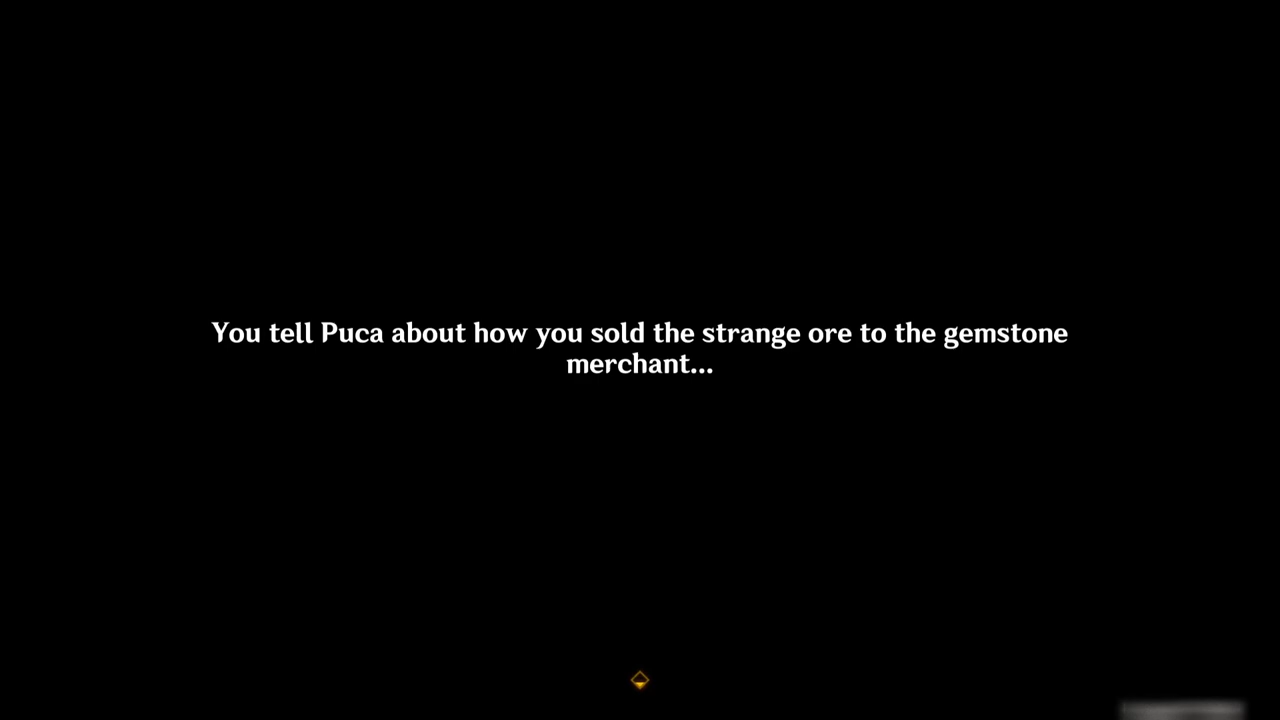 You tell Puca about how you sold the strange ore to the gemstone
merchant...